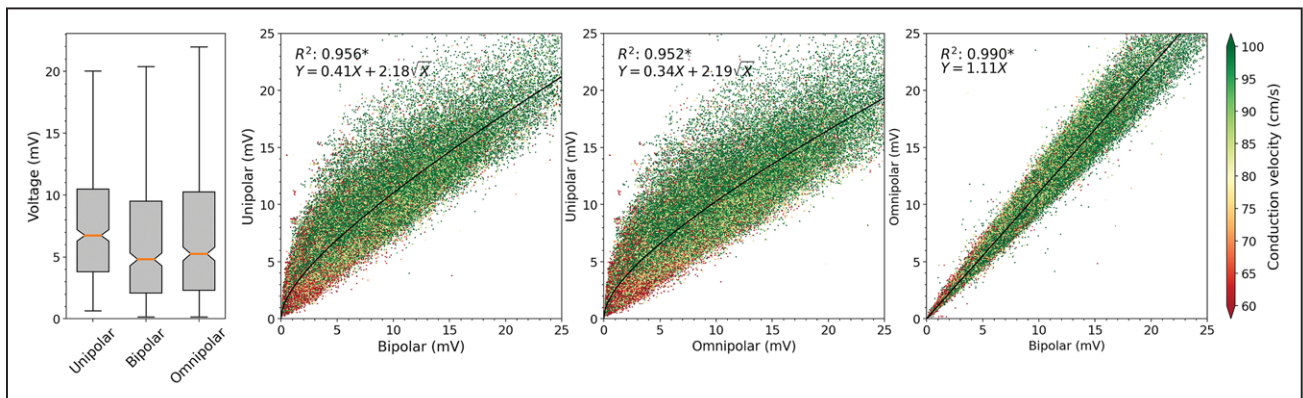 Voltage (mV)
20
15
10
5
0
Unipolar
Bipolar
Omnipolar
R²: 0.956*
Y = 0.41X + 2.18√X
Unipolar (mV)
25
20
15
10
5
0
0 5 10 15 20 25
Bipolar (mV)
R²: 0.952*
Y = 0.34X + 2.19√X
Unipolar (mV)
25
20
15
10
5
0
0 5 10 15 20 25
Omnipolar (mV)
R²: 0.990*
Y = 1.11X
Omnipolar (mV)
25
20
15
10
5
0
0 5 10 15 20 25
Bipolar (mV)
100
95
90
85
80
75
70
65
60
Conduction velocity (cm/s)